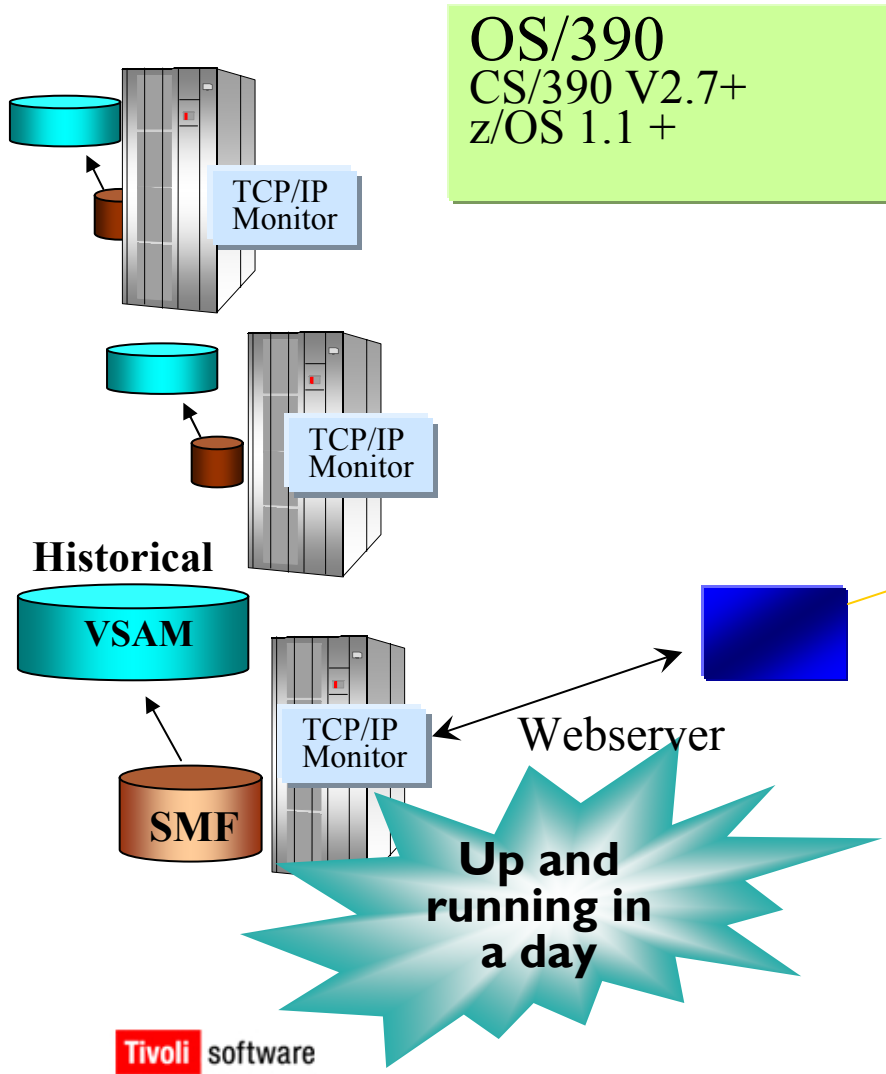 OS/390
CS/390 V2.7+
z/OS 1.1 +
TCP/IP
Monitor
TCP/IP
Monitor
Historical
VSAM
TCP/IP
Monitor
Webserver
SMF
Up and
running in
a day
Tivoli software